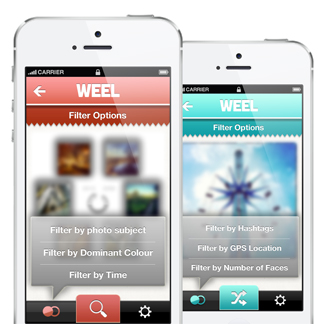 CARRIER
WEEL
Filter Options
Filter by photo subject
Filter by Dominant Colour
Filter by Time
CARRIER
WEEL
Filter Options
Filter by Hashtags
Filter by GPS Location
Filter by Number of Faces